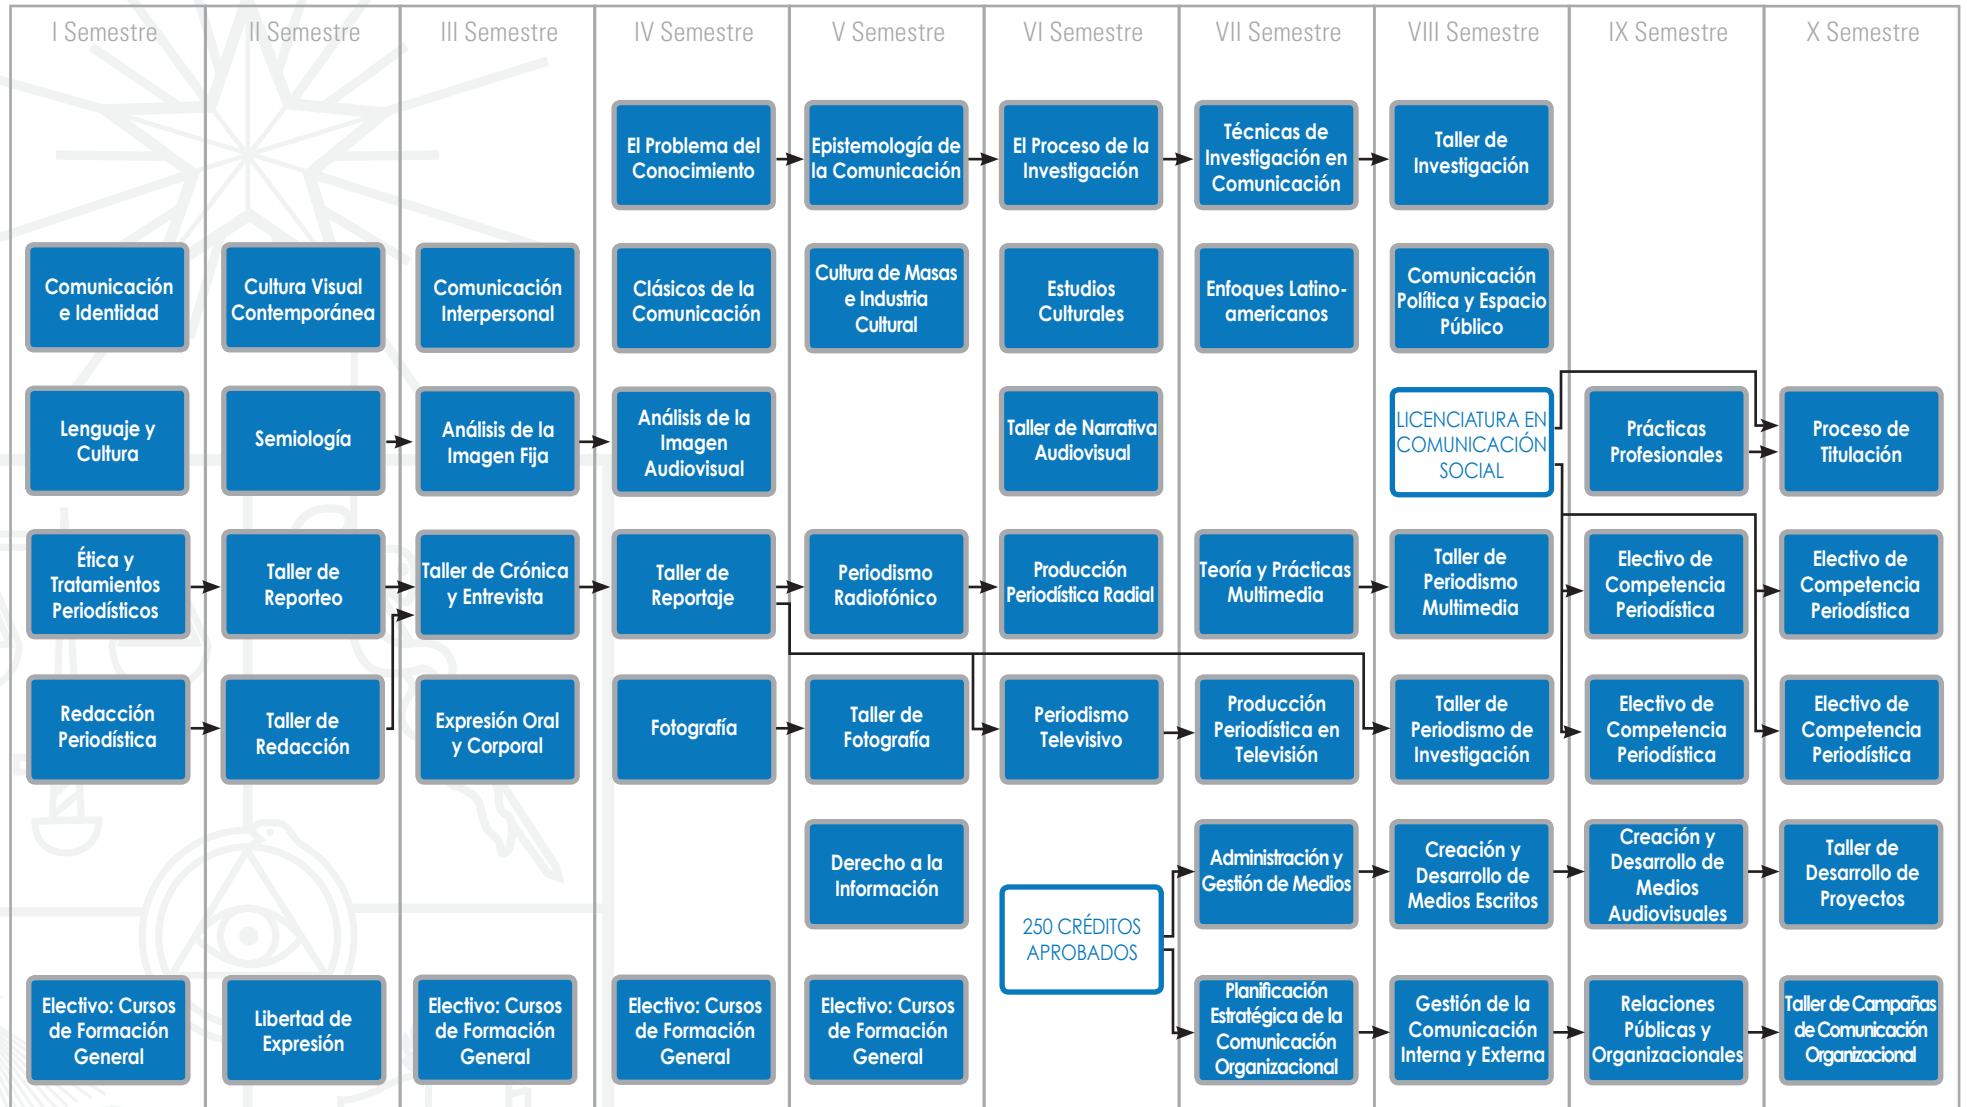 I Semestre
II Semestre
III Semestre
IV Semestre
V Semestre
VI Semestre
VII Semestre
VIII Semestre
IX Semestre
X Semestre
El Problema del
Conocimiento
Epistemología de
la Comunicación
El Proceso de la
Investigación
Técnicas de
Investigación en
Comunicación
Taller de
Investigación
Comunicación
e Identidad
Cultura Visual
Contemporánea
Comunicación
Interpersonal
Clásicos de la
Comunicación
Cultura de Masas
e Industria
Cultural
Estudios
Culturales
Enfoques Latino-
americanos
Comunicación
Política y Espacio
Público
Lenguaje y
Cultura
Semiología
Análisis de la
Imagen Fija
Análisis de la
Imagen
Audiovisual
Taller de Narrativa
Audiovisual
LICENCIATURA EN
COMUNICACIÓN
SOCIAL
Prácticas
Profesionales
Proceso de
Titulación
Ética y
Tratamientos
Periodísticos
Taller de
Reporteo
Taller de Crónica
y Entrevista
Taller de
Reportaje
Periodismo
Radiofónico
Producción
Periodística Radial
Teoría y Prácticas
Multimedia
Taller de
Periodismo
Multimedia
Electivo de
Competencia
Periodística
Electivo de
Competencia
Periodística
Redacción
Periodística
Taller de
Redacción
Expresión Oral
y Corporal
Fotografía
Taller de
Fotografía
Periodismo
Televisivo
Producción
Periodística en
Televisión
Taller de
Periodismo de
Investigación
Electivo de
Competencia
Periodística
Electivo de
Competencia
Periodística
Derecho a la
Información
250 CRÉDITOS
APROBADOS
Administración y
Gestión de Medios
Creación y
Desarrollo de
Medios Escritos
Creación y
Desarrollo de
Medios
Audiovisuales
Taller de
Desarrollo de
Proyectos
Electivo: Cursos
de Formación
General
Libertad de
Expresión
Electivo: Cursos
de Formación
General
Electivo: Cursos
de Formación
General
Electivo: Cursos
de Formación
General
Planificación
Estratégica de la
Comunicación
Organizacional
Gestión de la
Comunicación
Interna y Externa
Relaciones
Públicas y
Organizacionales
Taller de Campañas
de Comunicación
Organizacional